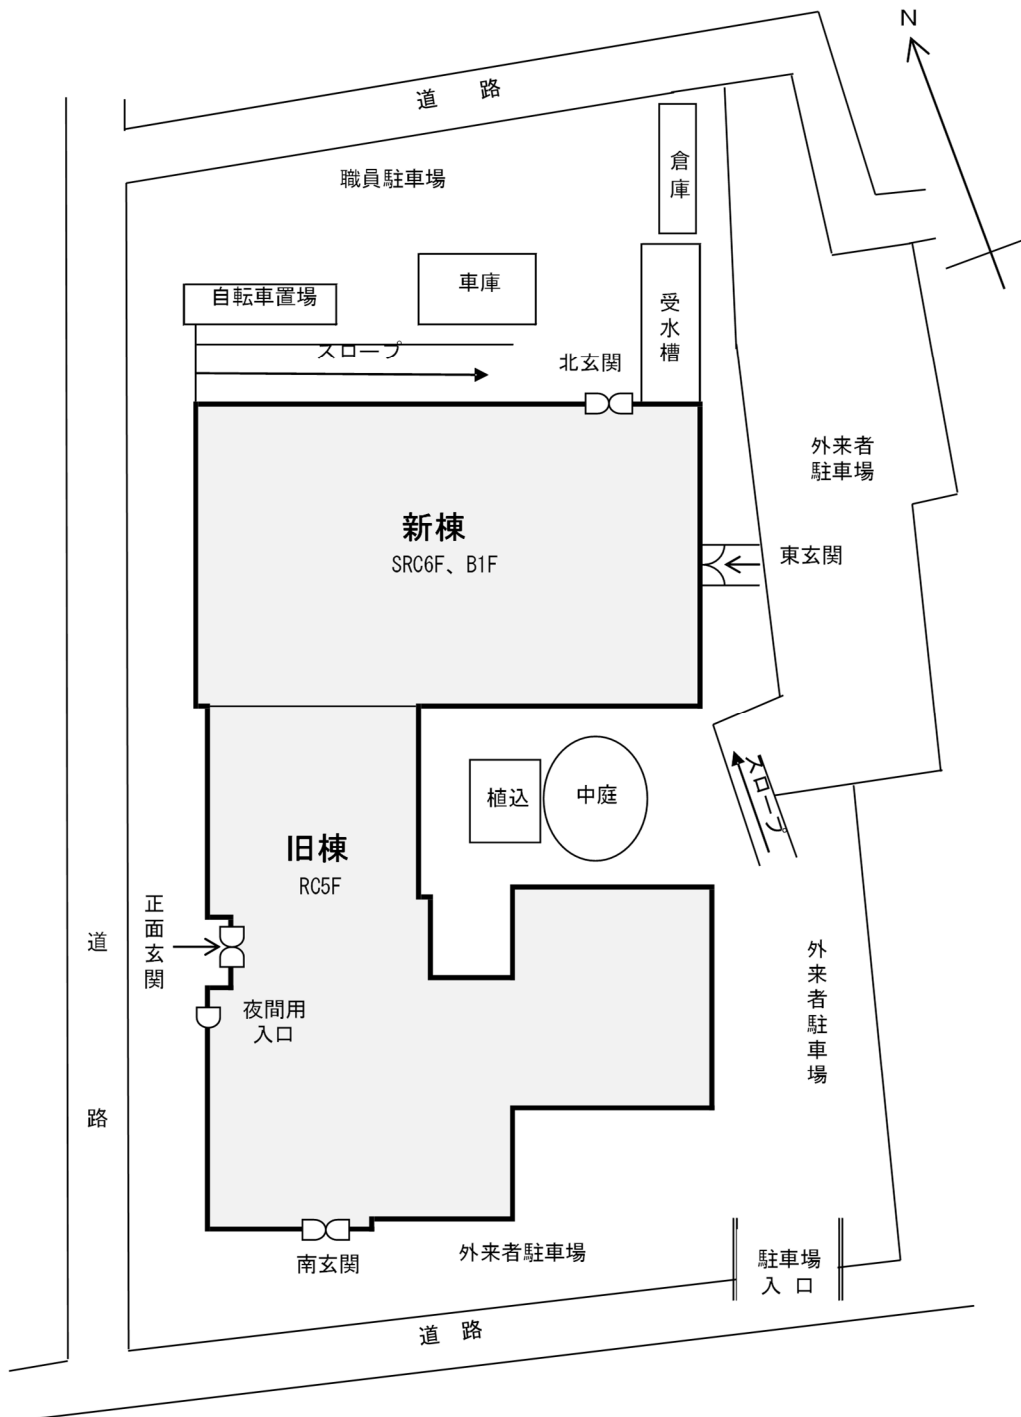 N
道 路
倉庫
職員駐車場
車庫
自転車置場
受水槽
スロープ
北玄関
外来者
駐車場
新棟
SRC6F、B1F
東玄関
植込
中庭
スロープ
旧棟
RC5F
正面玄関
道路
外来者駐車場
夜間用
入口
南玄関
外来者駐車場
駐車場
入口
道 路